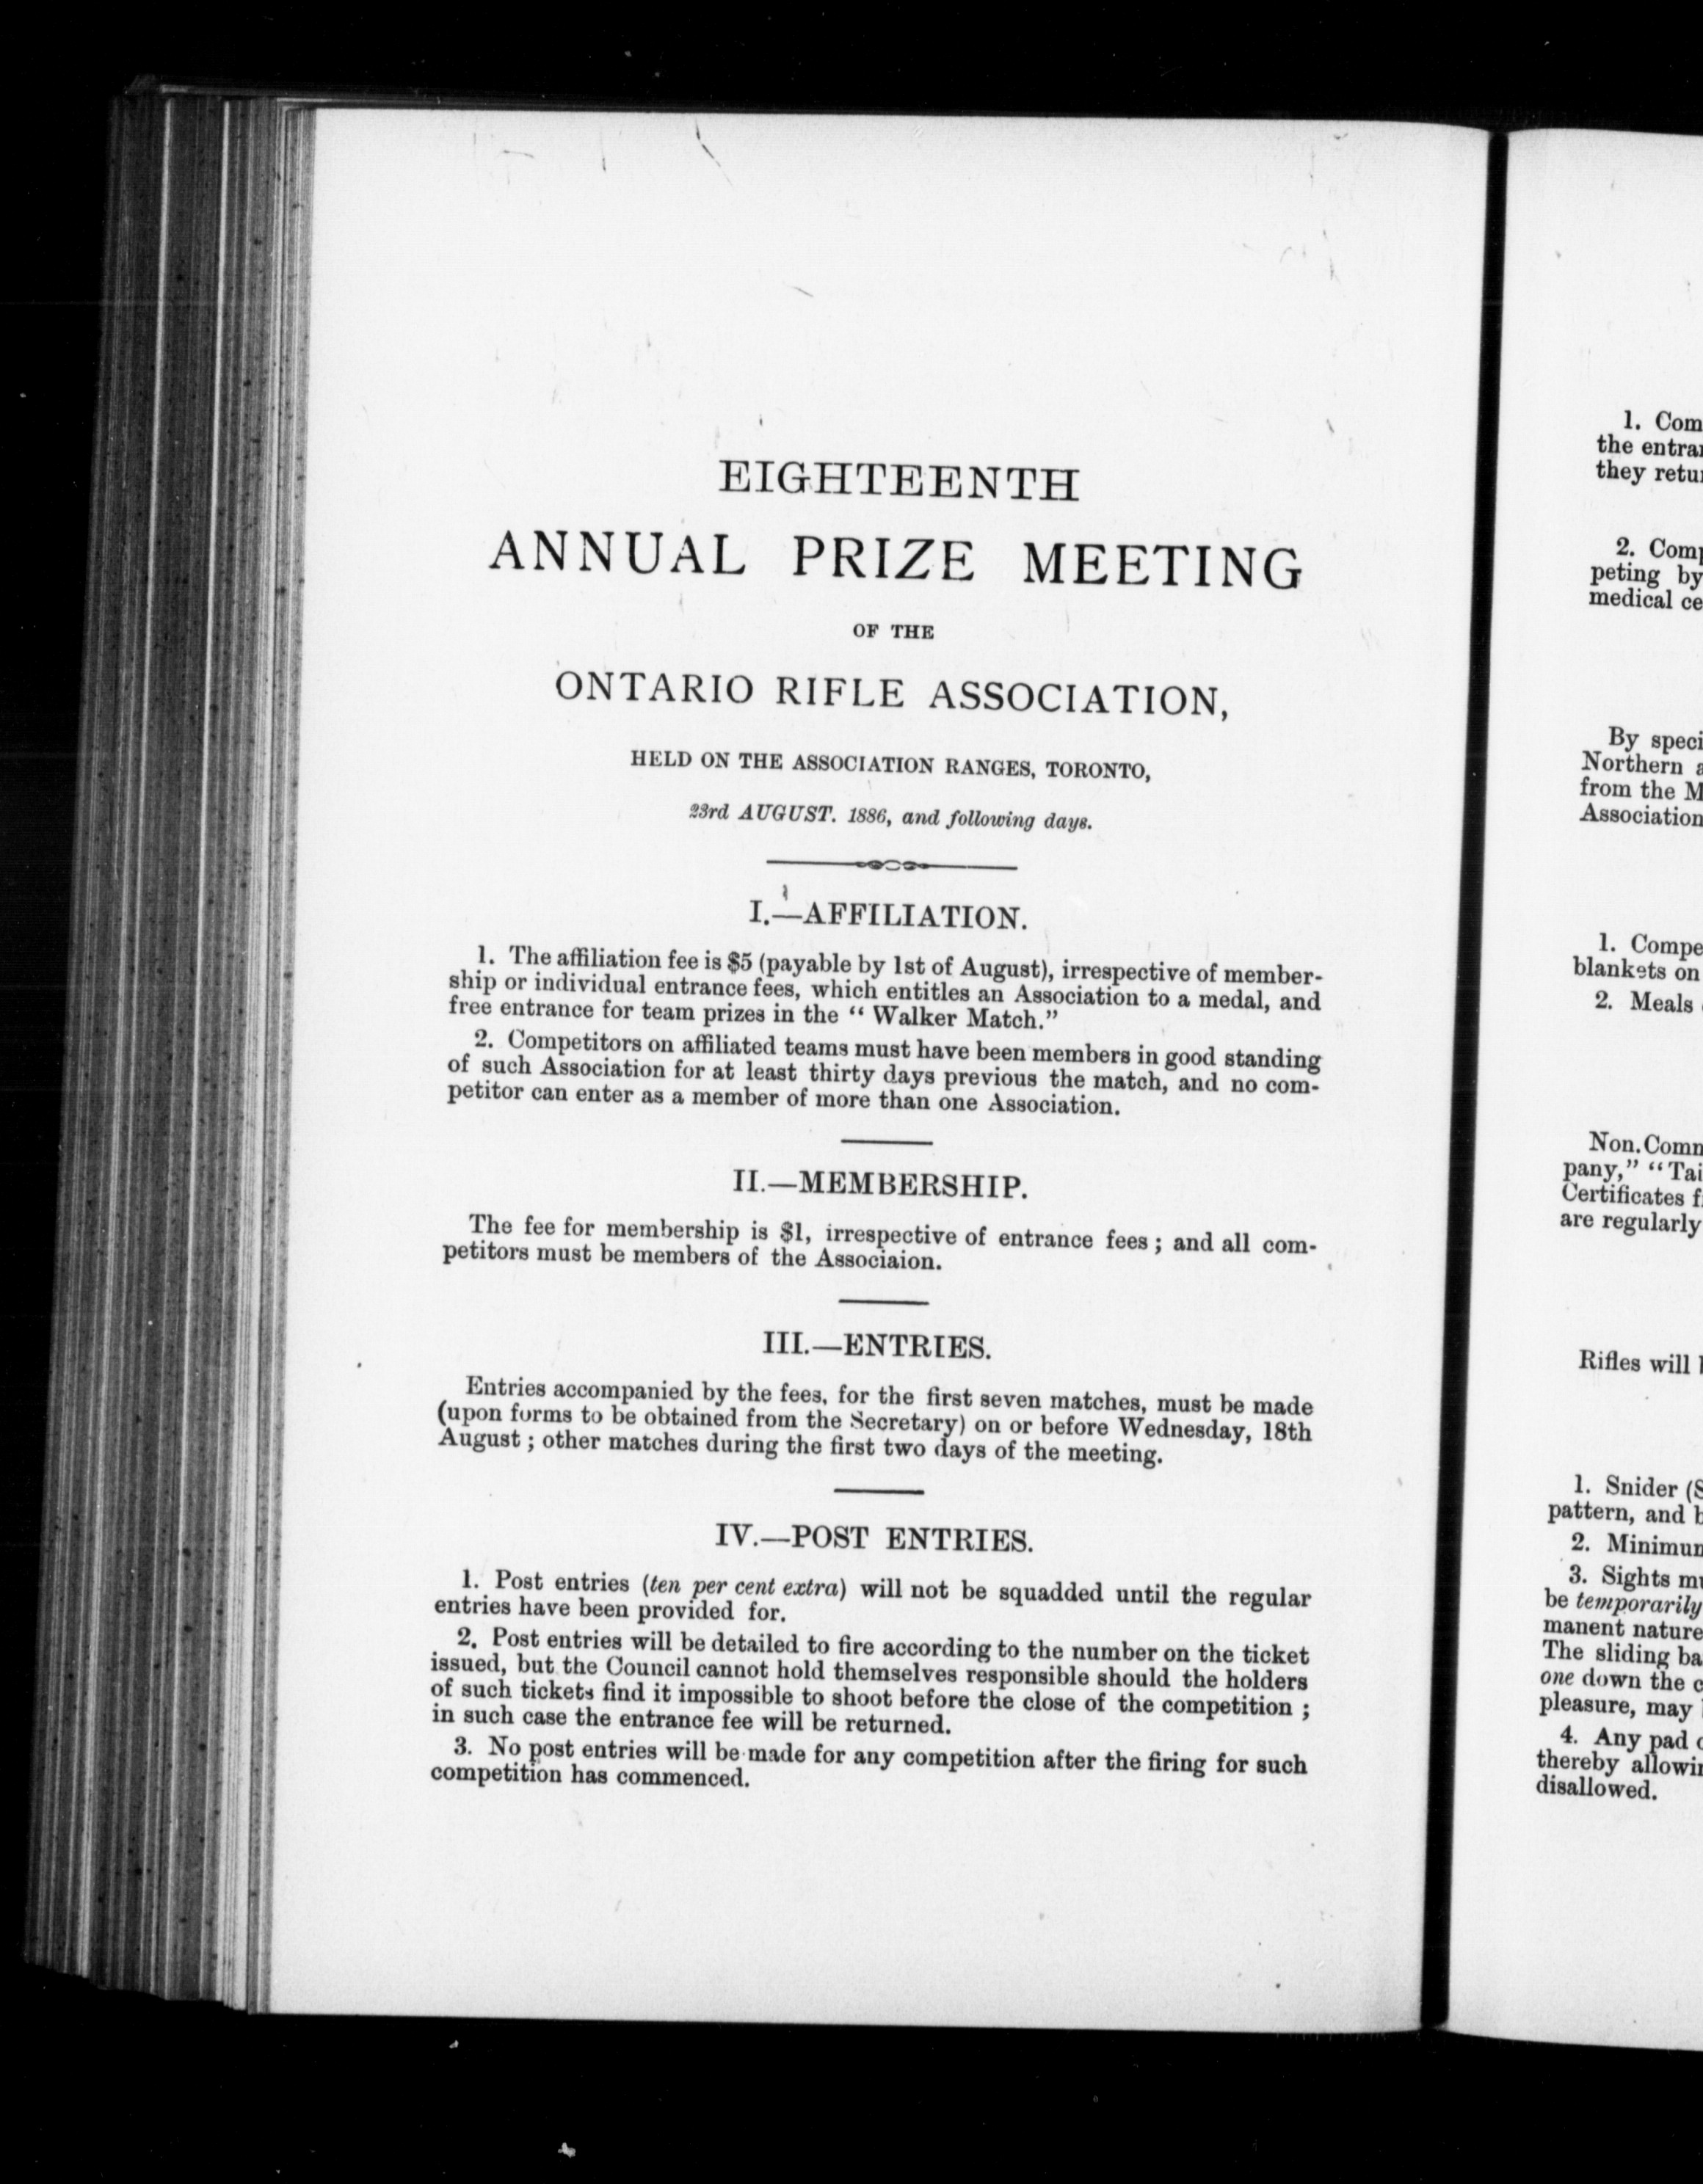 EIGHTEENTH
ANNUAL PRIZE MEETING
OF THE
ONTARIO RIFLE ASSOCIATION,
HELD ON THE ASSOCIATION RANGES, TORONTO,
23rd AUGUST. 1886, and following days.
I.—AFFILIATION.
1. The affiliation fee is $5 (payable by 1st of August), irrespective of member-
ship or individual entrance fees, which entitles an Association to a medal, and
free entrance for team prizes in the “ Walker Match.”
2. Competitors on affiliated teams must have been members in good standing
of such Association for at least thirty days previous the match, and no com-
petitor can enter as a member of more than one Association.
II.—MEMBERSHIP.
The fee for membership is $1, irrespective of entrance fees ; and all com-
petitors must be members of the Associaion.
III.—ENTRIES.
Entries accompanied by the fees, for the first seven matches, must be made
(upon forms to be obtained from the Secretary) on or before Wednesday, 18th
August ; other matches during the first two days of the meeting.
IV.—POST ENTRIES.
1. Post entries (ten per cent extra) will not be squadded until the regular
entries have been provided for.
2. Post entries will be detailed to fire according to the number on the ticket
issued, but the Council cannot hold themselves responsible should the holders
of such tickets find it impossible to shoot before the close of the competition ;
in such case the entrance fee will be returned.
3. No post entries will be made for any competition after the firing for such
competition has commenced.
1. Com
the entra
they retu
2. Comp
peting by
medical ce
By speci
Northern a
from the M
Association
1. Compe
blankets on
2. Meals
Non.Comm
pany,” “Tai
Certificates f
are regularly
Rifles will
1. Snider (S
pattern, and b
2. Minimum
3. Sights mu
be temporarily
manent nature
The sliding ba
one down the c
pleasure, may
4. Any pad o
thereby allowin
disallowed.